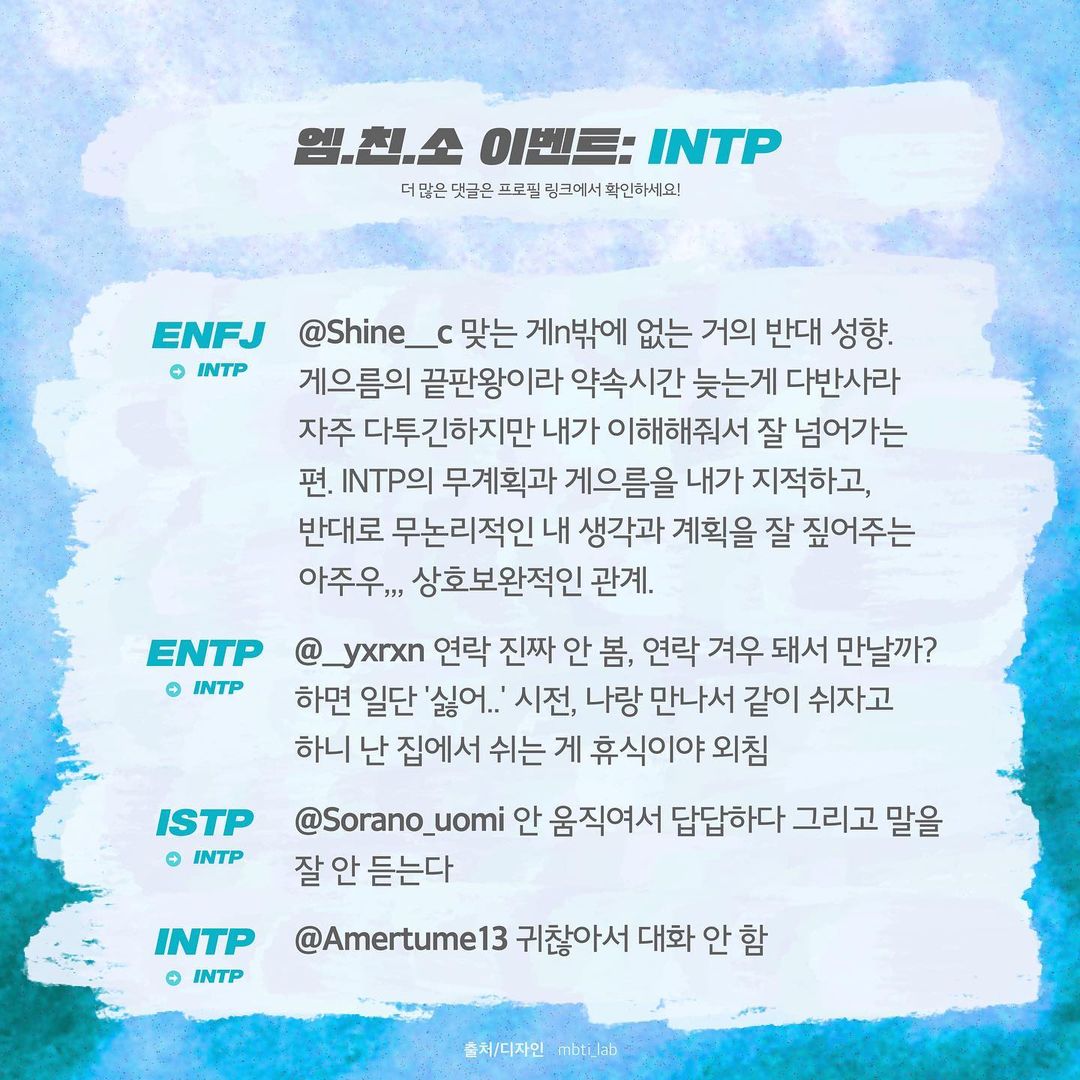 엠.친.소 이벤트: INTP
더 많은 댓글은 프로필 링크에서 확인하세요!
ENFJ
INTP
@Shine__c 맞는 게n밖에 없는 거의 반대 성향.
게으름의 끝판왕이라 약속시간 늦는게 다반사라
자주 다투긴하지만 내가 이해해줘서 잘 넘어가는
편. INTP의 무계획과 게으름을 내가 지적하고,
반대로 무논리적인 내 생각과 계획을 잘 짚어주는
아주우,,, 상호보완적인 관계.
ENTP
INTP
@_yxrxn 연락 진짜 안 봄, 연락 겨우 돼서 만날까?
하면 일단 '싫어..' 시전, 나랑 만나서 같이 쉬자고
하니 난 집에서 쉬는 게 휴식이야 외침
ISTP
INTP
@Sorano_uomi 안 움직여서 답답하다 그리고 말을
잘 안 듣는다
INTP
INTP
@Amertume13 귀찮아서 대화 안 함
출처/디자인 mbti_lab